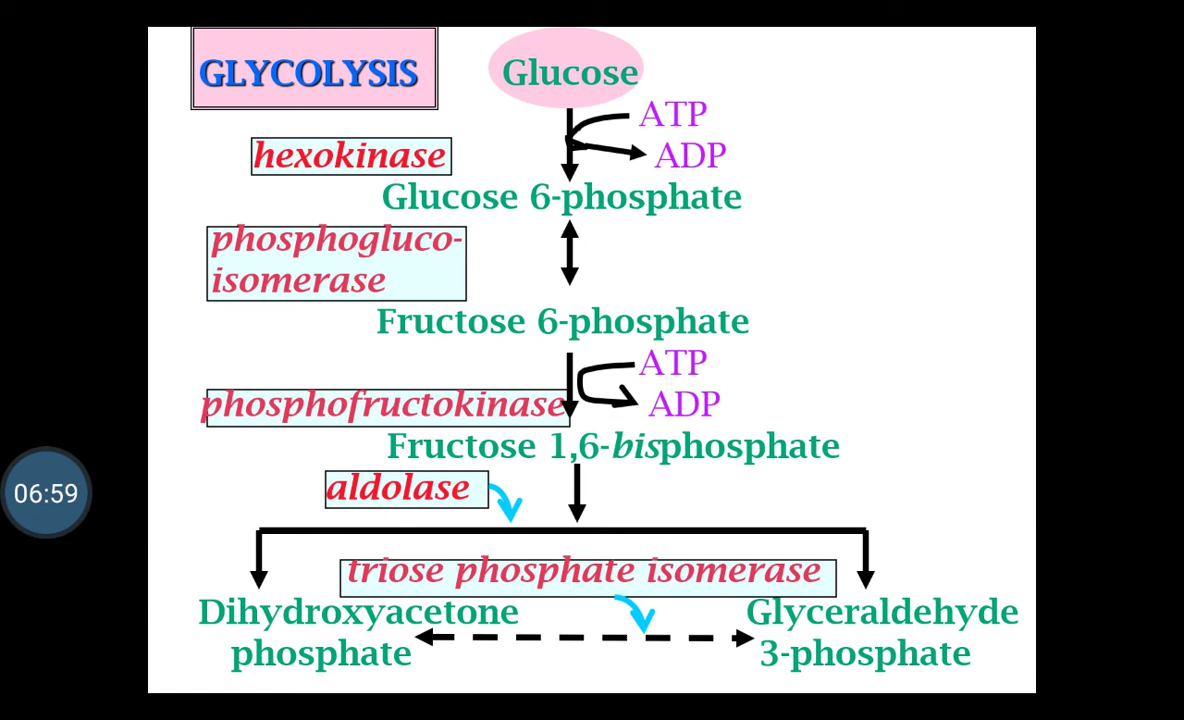 GLYCOLYSIS
Glucose
ATP
hexokinase
ADP
Glucose 6-phosphate
phosphogluco-
isomerase
Fructose 6-phosphate
ATP
phosphofructokinase
ADP
Fructose 1,6-bisphosphate
aldolase
06:59
triose phosphate isomerase
Dihydroxyacetone
phosphate
Glyceraldehyde
3-phosphate